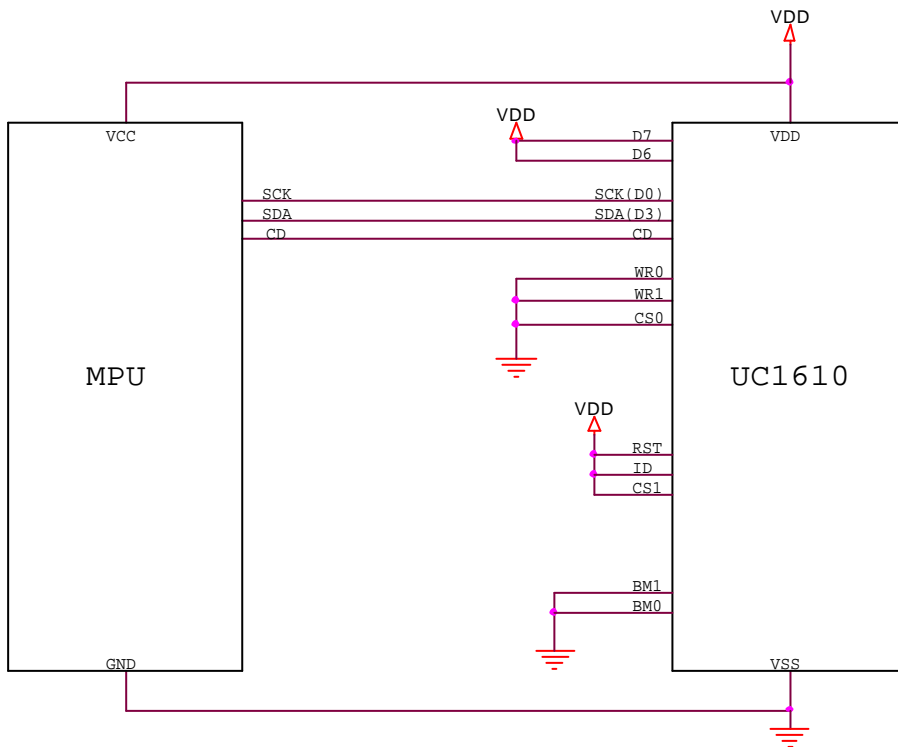 VDD
VCC
VDD
VDD
D7
D6
SCK
SCK(D0)
SDA
SDA(D3)
CD
CD
WR0
WR1
CS0
MPU
UC1610
VDD
RST
ID
CS1
BM1
BM0
GND
VSS